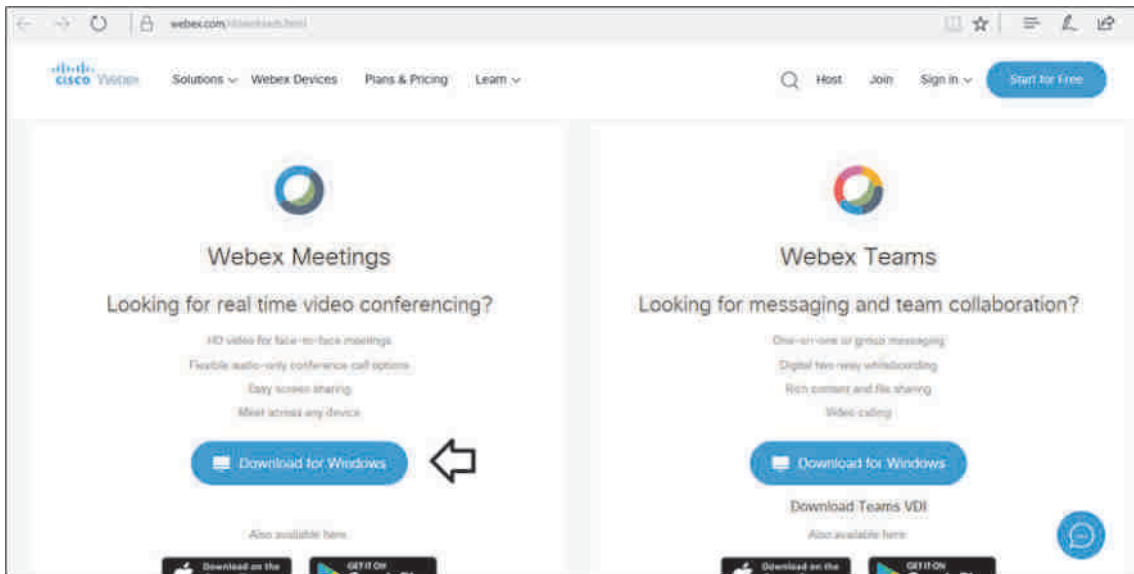 webex.com/downloads.html
cisco Webex
Solutions Webex Devices Plans & Pricing Learn Host Join Sign in Start for Free
Webex Meetings
Looking for real time video conferencing?
HD video for face-to-face meetings
Flexible audio-only conference call options
Easy screen sharing
Meet across any device
Download for Windows
Also available here
Download on the
GET IT ON
Webex Teams
Looking for messaging and team collaboration?
One-on-one or group messaging
Digital two-way whiteboarding
Rich content and file sharing
Video calling
Download for Windows
Download Teams VDI
Also available here
Download on the
GET IT ON